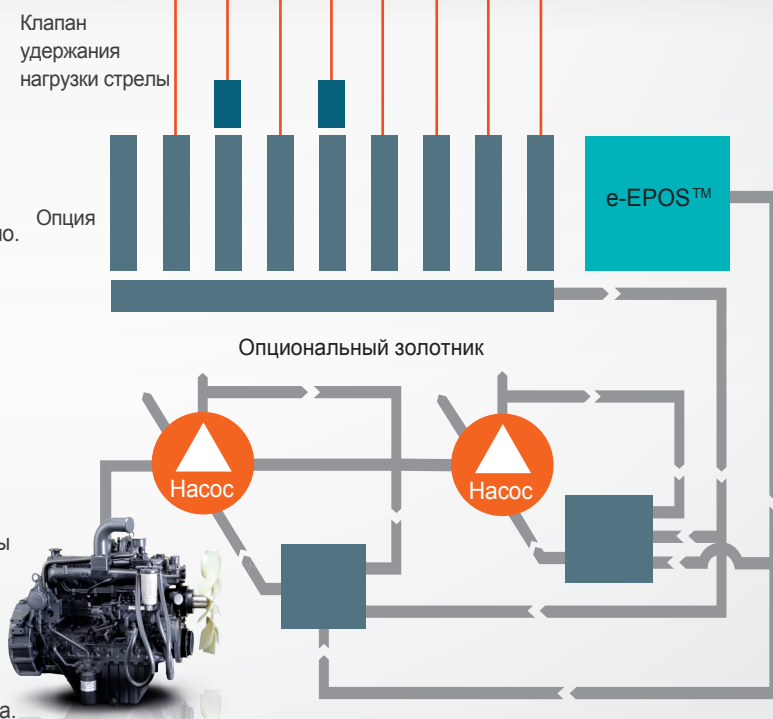 Клапан
удержания
нагрузки стрелы
Опция
e-EPOS™
Опциональный золотник
Насос
Насос